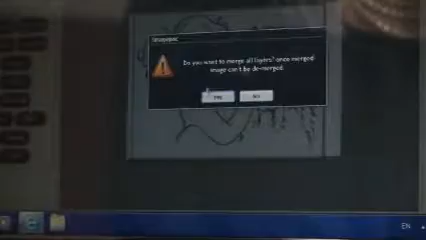 Do you want to merge all layers? once merged
image can't be de-merged.
Yes
No
EN